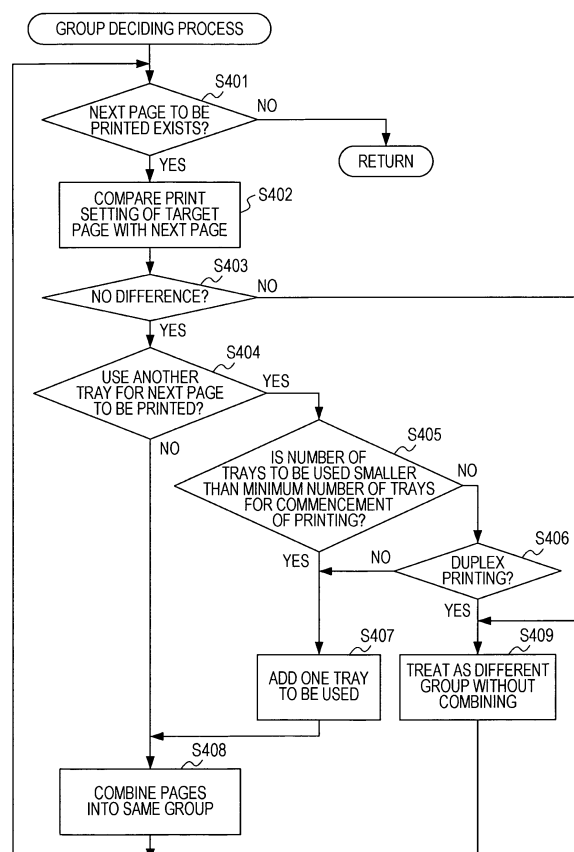 GROUP DECIDING PROCESS
S401
NEXT PAGE TO BE
PRINTED EXISTS?
NO
RETURN
YES
S402
COMPARE PRINT
SETTING OF TARGET
PAGE WITH NEXT PAGE
S403
NO DIFFERENCE?
NO
YES
S404
USE ANOTHER
TRAY FOR NEXT PAGE
TO BE PRINTED?
YES
NO
S405
IS NUMBER OF
TRAYS TO BE USED SMALLER
THAN MINIMUM NUMBER OF TRAYS
FOR COMMENCEMENT
OF PRINTING?
NO
YES
S406
DUPLEX
PRINTING?
NO
YES
S407
ADD ONE TRAY
TO BE USED
S409
TREAT AS DIFFERENT
GROUP WITHOUT
COMBINING
S408
COMBINE PAGES
INTO SAME GROUP